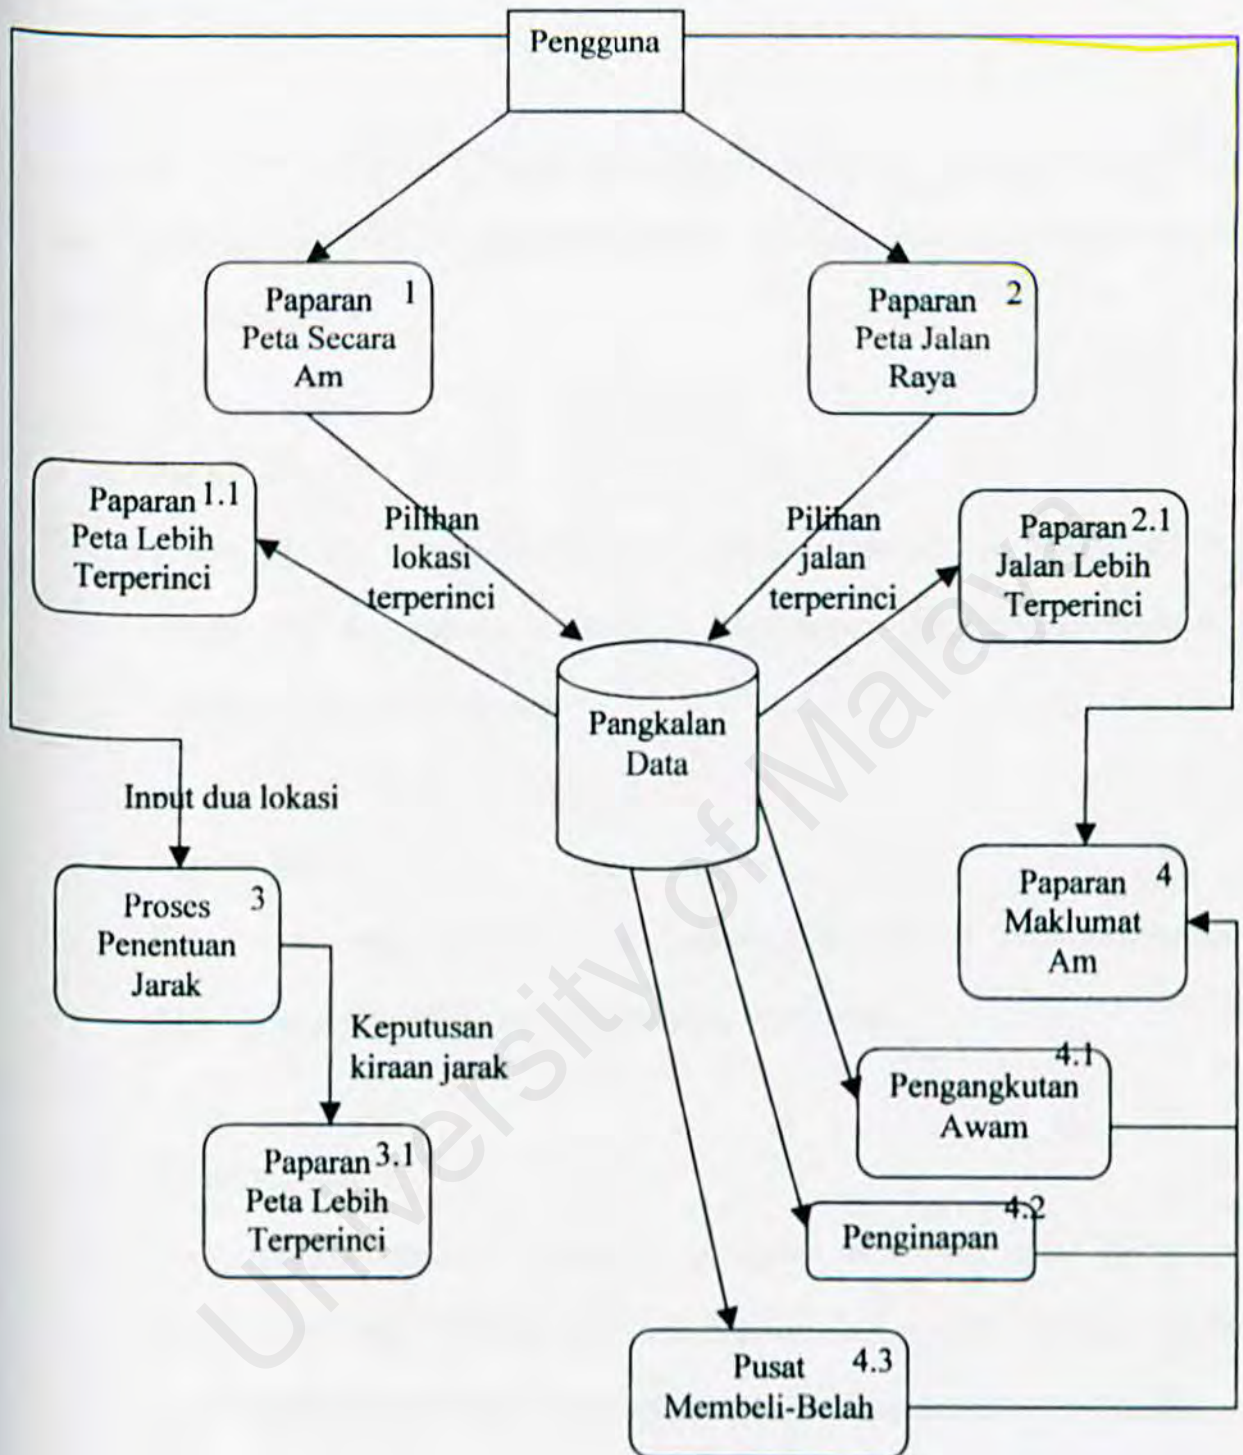 Pengguna
Paparan 1
Peta Secara
Am
Paparan 2
Peta Jalan
Raya
Paparan 1.1
Peta Lebih
Terperinci
Pilihan
lokasi
terperinci
Pilihan
jalan
terperinci
Paparan 2.1
Jalan Lebih
Terperinci
Pangkalan
Data
Input dua lokasi
Proses 3
Penentuan
Jarak
Paparan 4
Maklumat
Am
Keputusan
kiraan jarak
4.1
Pengangkutan
Awam
Paparan 3.1
Peta Lebih
Terperinci
4.2
Penginapan
Pusat 4.3
Membeli-Belah
University of Malaya